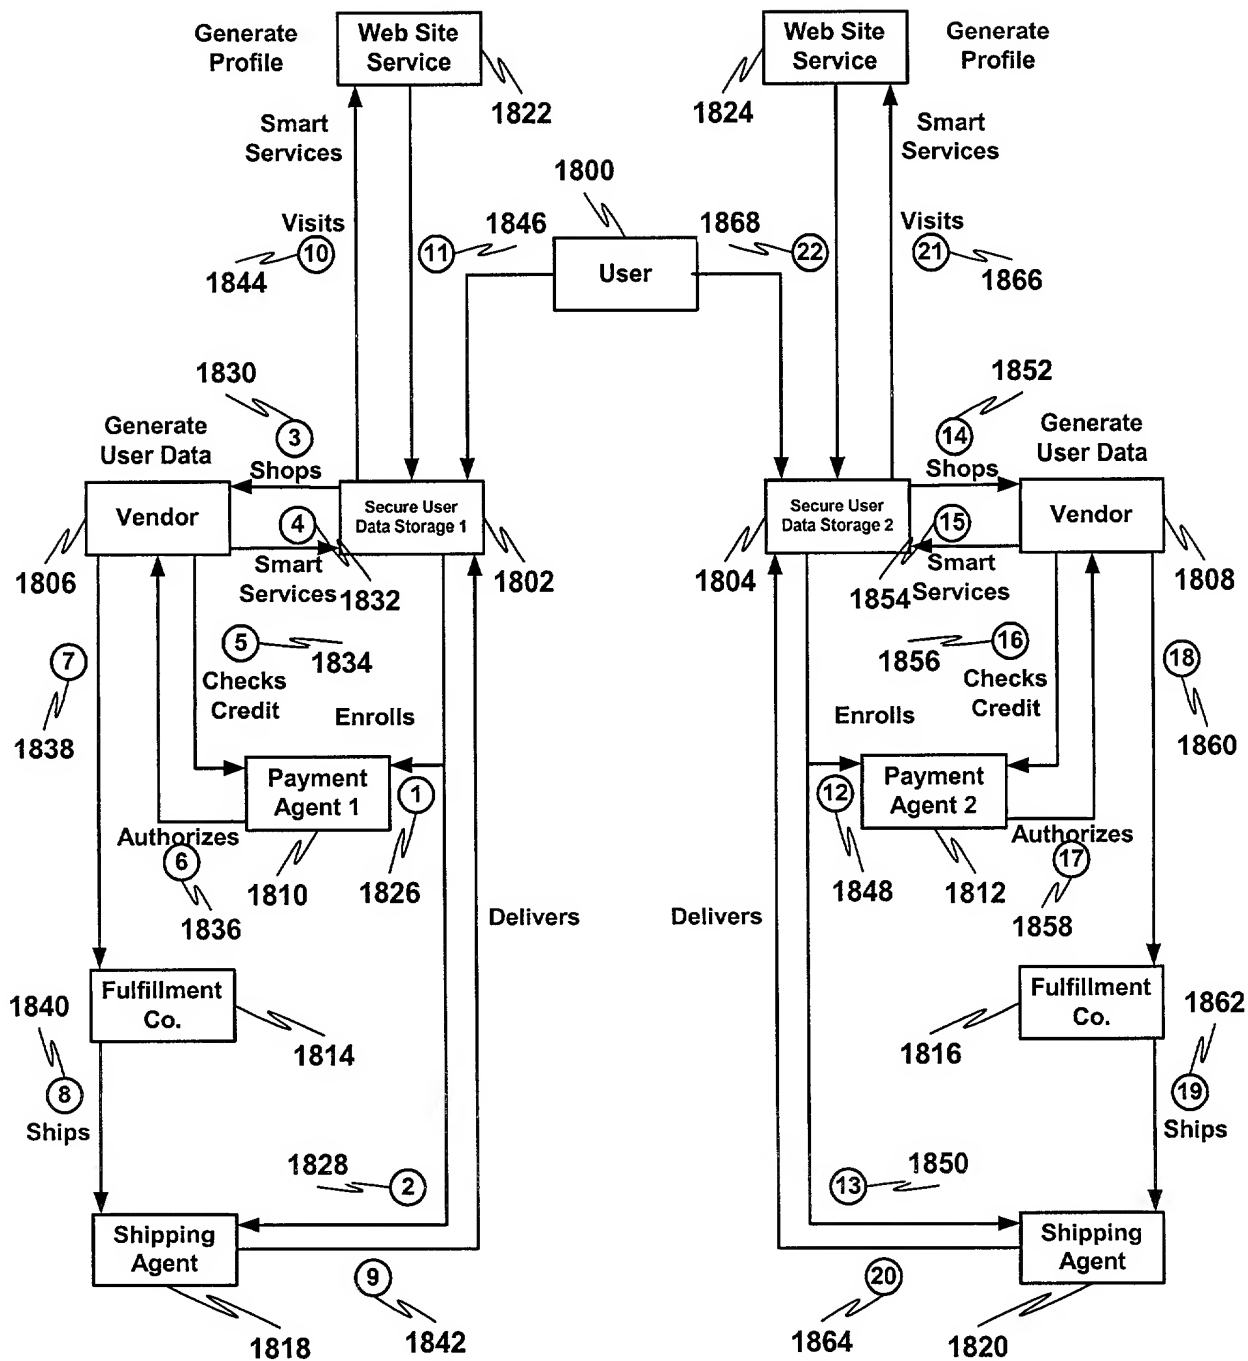 Generate
Profile
Web Site
Service
1822
Web Site
Service
Generate
Profile
1824
Smart
Services
Smart
Services
1800
Visits
10
1844
1846
11
User
1868
22
Visits
21
1866
1830
3
Generate
User Data
Shops
1852
14
Generate
User Data
Shops
Vendor
4
Secure User
Data Storage 1
Secure User
Data Storage 2
15
Vendor
1806
Smart
Services
1832
1802
1804
1854
Smart
Services
1808
7
1838
5
1834
Checks
Credit
Enrolls
1856
16
Checks
Credit
Enrolls
18
1860
Payment
Agent 1
1
12
Payment
Agent 2
Authorizes
6
1836
1810
1826
1848
1812
Authorizes
17
1858
Delivers
Delivers
1840
Fulfillment
Co.
1814
1816
Fulfillment
Co.
1862
8
Ships
19
Ships
1828
2
13
1850
Shipping
Agent
9
1818
1842
Shipping
Agent
20
1864
1820